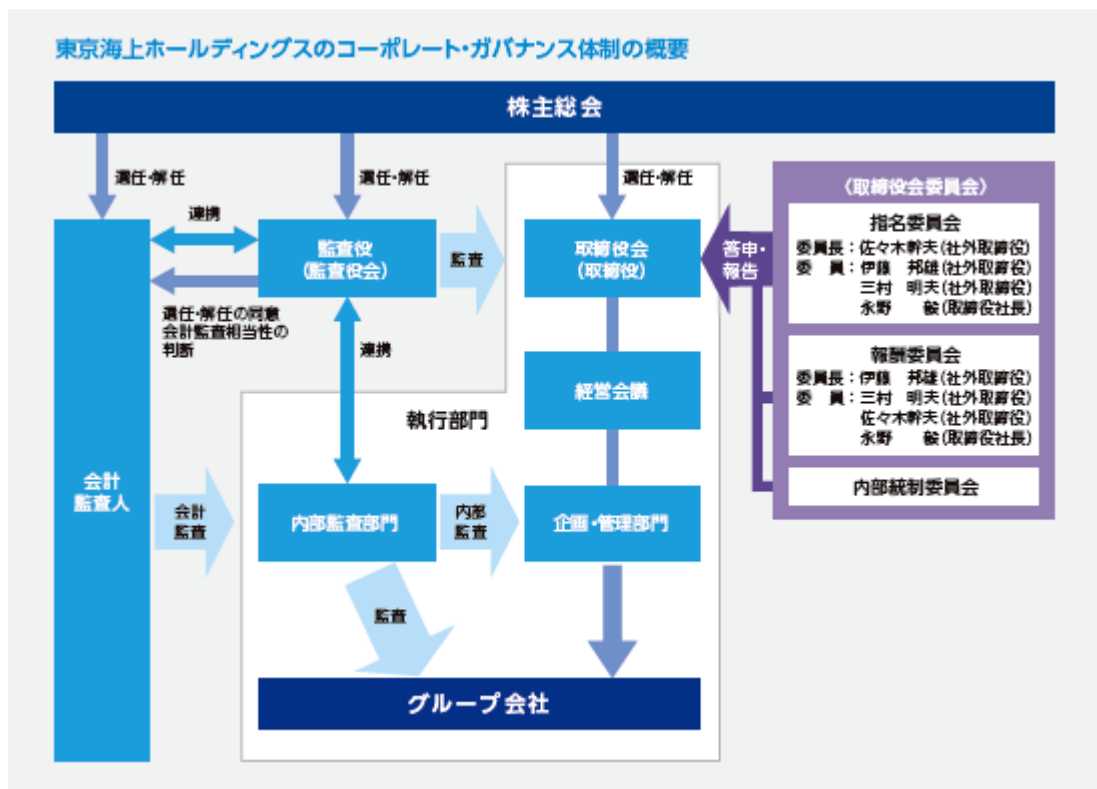 東京海上ホールディングスのコーポレート・ガバナンス体制の概要
株主総会
選任・解任
選任・解任
選任・解任
連携
監査役
(監査役会)
監査
取締役会
(取締役)
答申・
報告
選任・解任の同意
会計監査相当性の
判断
連携
経営会議
執行部門
会計
監査人
会計
監査
内部監査部門
内部
監査
企画・管理部門
監査
グループ会社
〈取締役会委員会〉
指名委員会
委員長：佐々木幹夫(社外取締役)
委　員：伊藤　邦雄(社外取締役)
三村　明夫(社外取締役)
永野　毅(取締役社長)
報酬委員会
委員長：伊藤　邦雄(社外取締役)
委　員：三村　明夫(社外取締役)
佐々木幹夫(社外取締役)
永野　毅(取締役社長)
内部統制委員会